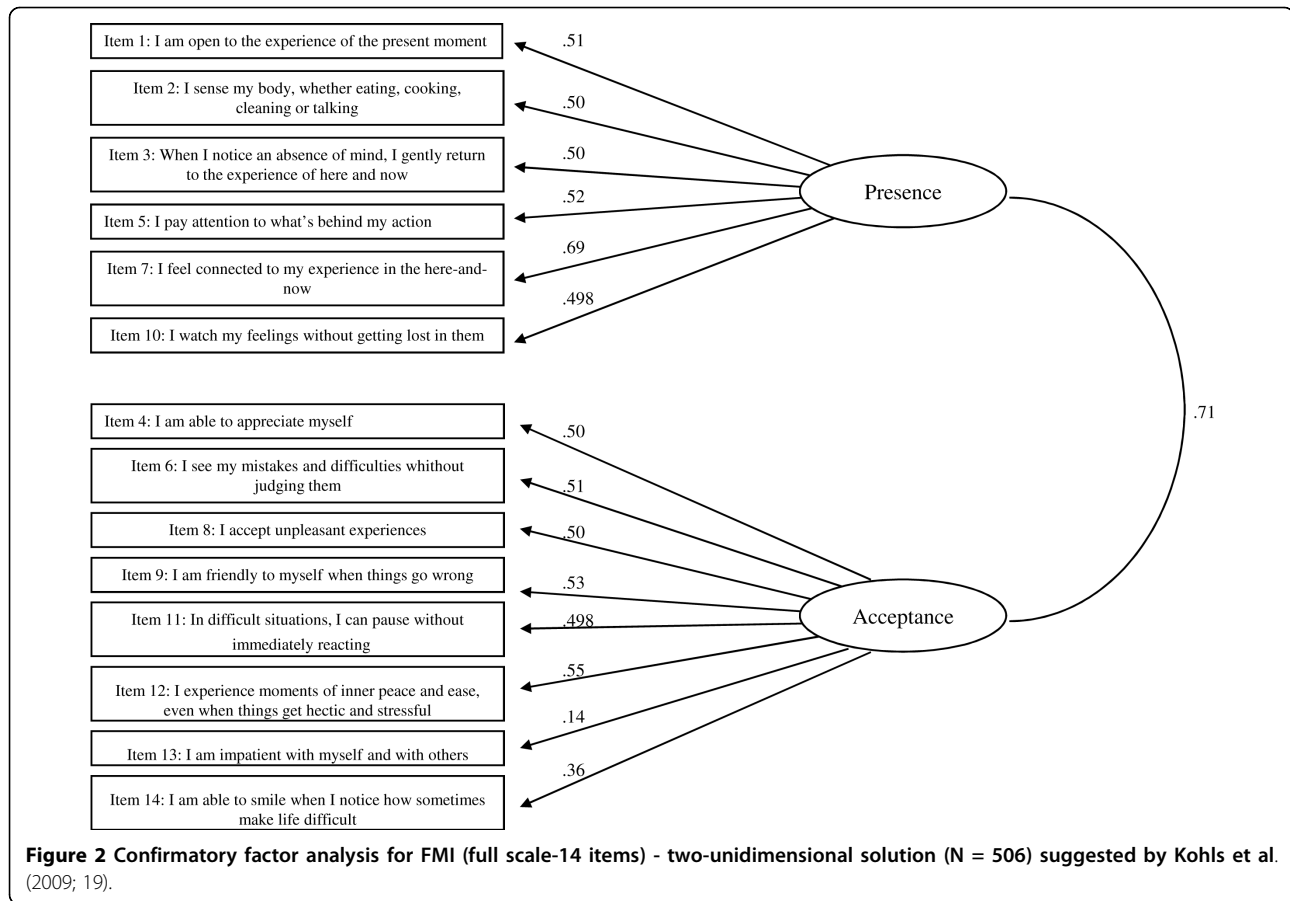 Item 1: I am open to the experience of the present moment
.51
Item 2: I sense my body, whether eating, cooking,
cleaning or talking
.50
Item 3: When I notice an absence of mind, I gently return
to the experience of here and now
.50
Item 5: I pay attention to what's behind my action
.52
Item 7: I feel connected to my experience in the here-and-
now
.69
Item 10: I watch my feelings without getting lost in them
.498
Presence
Item 4: I am able to appreciate myself
.50
Item 6: I see my mistakes and difficulties whithout
judging them
.51
Item 8: I accept unpleasant experiences
.50
Item 9: I am friendly to myself when things go wrong
.53
Item 11: In difficult situations, I can pause without
immediately reacting
.498
Item 12: I experience moments of inner peace and ease,
even when things get hectic and stressful
.55
Item 13: I am impatient with myself and with others
.14
Item 14: I am able to smile when I notice how sometimes
make life difficult
.36
Acceptance
.71
Figure 2 Confirmatory factor analysis for FMI (full scale-14 items) - two-unidimensional solution (N = 506) suggested by Kohls et al.
(2009; 19).